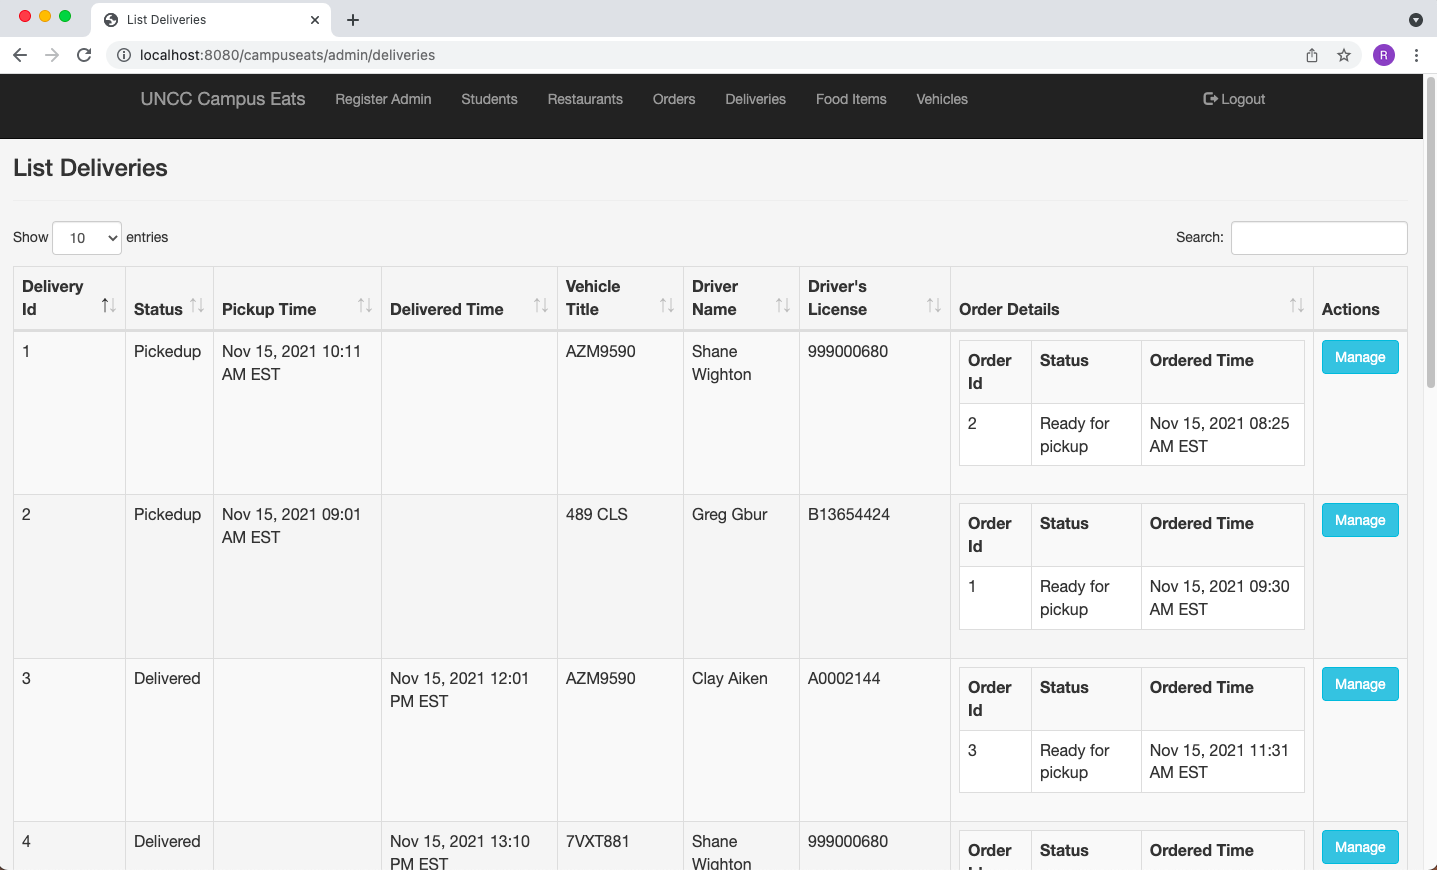 List Deliveries
localhost:8080/campuseats/admin/deliveries
R
UNCC Campus Eats Register Admin Students Restaurants Orders Deliveries Food Items Vehicles Logout
List Deliveries
Show 10 entries Search:
Delivery Id Status Pickup Time Delivered Time Vehicle Title Driver Name Driver's License Order Details Actions
1 Pickedup Nov 15, 2021 10:11 AM EST AZM9590 Shane Wighton 999000680 Manage
Order Id Status Ordered Time
2 Ready for pickup Nov 15, 2021 08:25 AM EST
2 Pickedup Nov 15, 2021 09:01 AM EST 489 CLS Greg Gbur B13654424 Manage
Order Id Status Ordered Time
1 Ready for pickup Nov 15, 2021 09:30 AM EST
3 Delivered Nov 15, 2021 12:01 PM EST AZM9590 Clay Aiken A0002144 Manage
Order Id Status Ordered Time
3 Ready for pickup Nov 15, 2021 11:31 AM EST
4 Delivered Nov 15, 2021 13:10 PM EST 7VXT881 Shane Wighton 999000680 Manage
Order Status Ordered Time